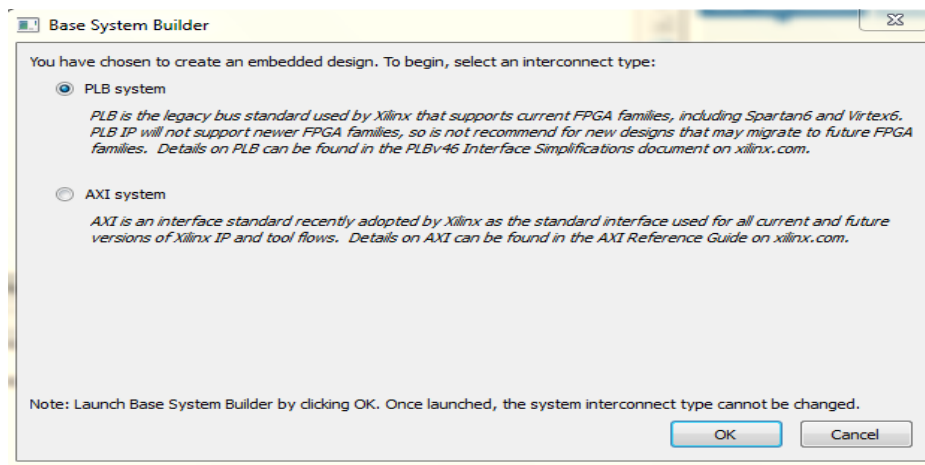 Base System Builder
You have chosen to create an embedded design. To begin, select an interconnect type:
PLB system
PLB is the legacy bus standard used by Xilinx that supports current FPGA families, including Spartan6 and Virtex6.
PLB IP will not support newer FPGA families, so is not recommend for new designs that may migrate to future FPGA
families. Details on PLB can be found in the PLBv46 Interface Simplifications document on xilinx.com.
AXI system
AXI is an interface standard recently adopted by Xilinx as the standard interface used for all current and future
versions of Xilinx IP and tool flows. Details on AXI can be found in the AXI Reference Guide on xilinx.com.
Note: Launch Base System Builder by clicking OK. Once launched, the system interconnect type cannot be changed.
OK Cancel